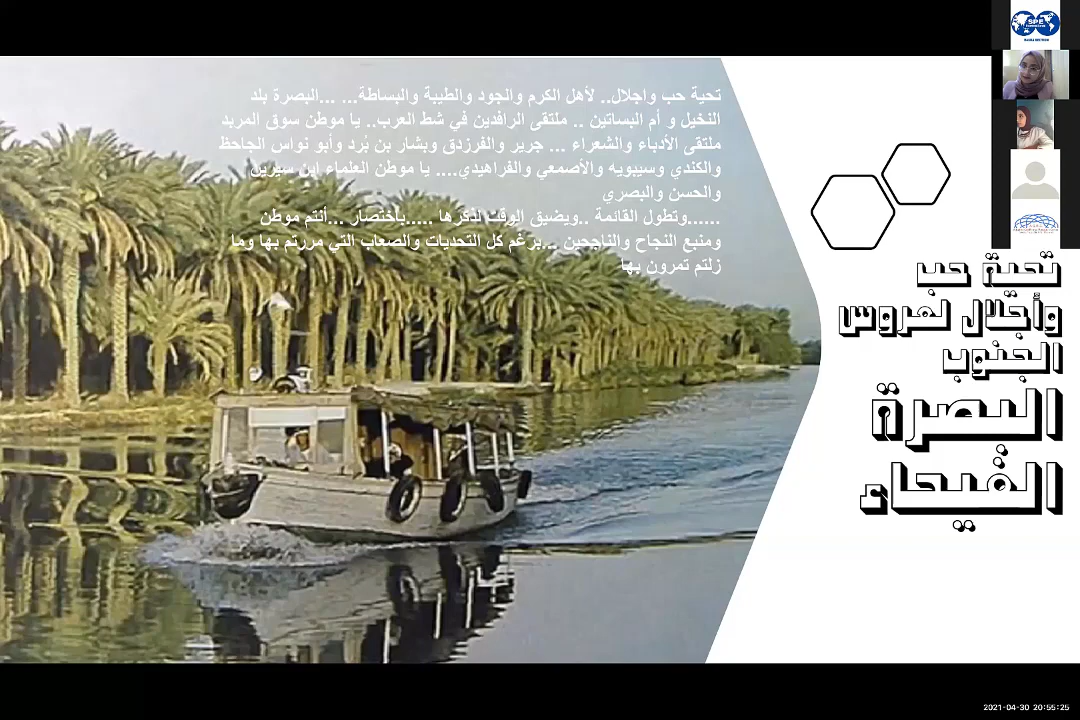 تحية حب واجلال.. لأهل الكرم والجود والطيبة والبساطة... ...البصرة بلد
النخيل و أم البساتين .. ملتقى الرافدين في شط العرب.. يا موطن سوق المربد
ملتقى الأدباء والشعراء ... جرير والفرزدق وبشار بن بُرد وأبو نواس الجاحظ
والكندي وسيبويه والأصمعي والفراهيدي.... يا موطن العلماء ابن سيرين
والحسن والبصري
......وتطول القائمة ..ويضيق الوقت لذكرها .....بأختصار ...أنتم موطن
ومنبع النجاح والناجحين ...برغم كل التحديات والصعاب التي مررتم بها وما
زلتم تمرون بها
تحية حب
وأجلال لعروس
الجنوب
البصرة
الفيحاء
SPE
2021-04-30 20:55:25